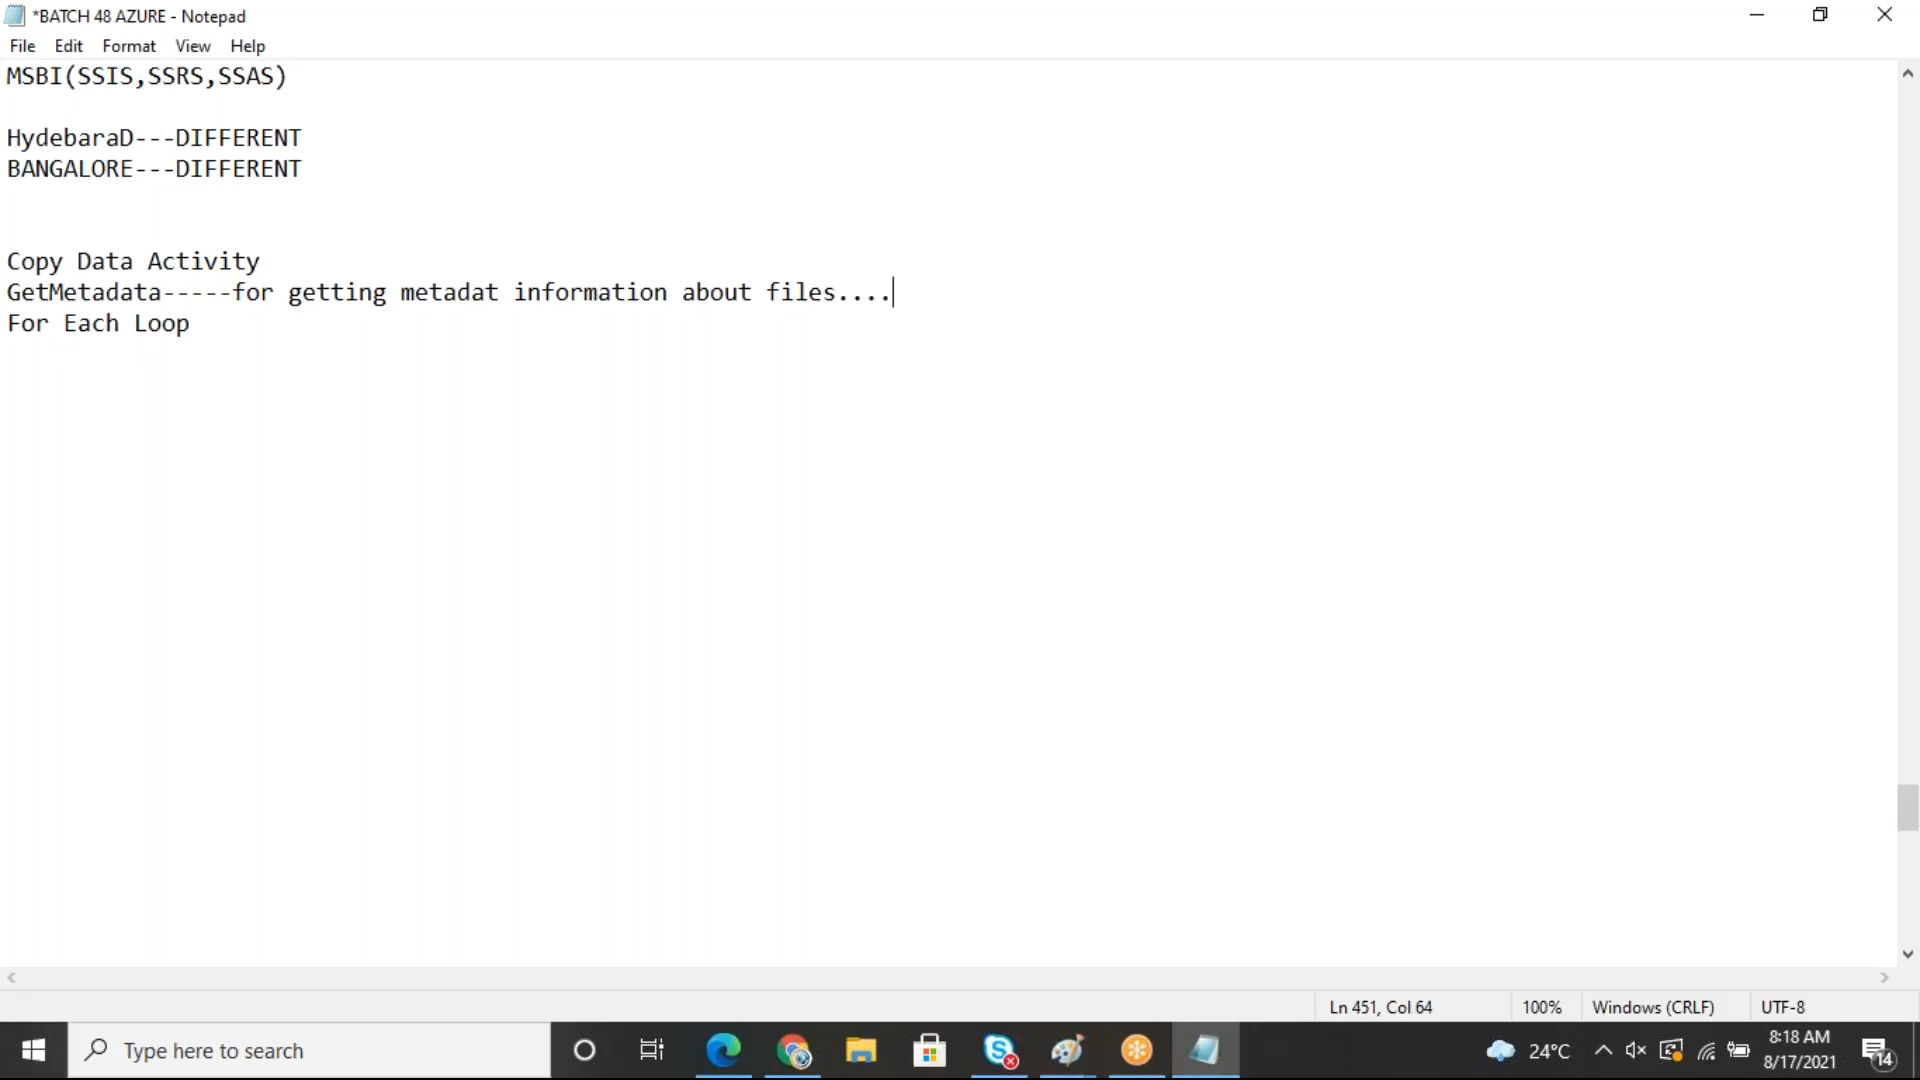 *BATCH 48 AZURE - Notepad
File Edit Format View Help
MSBI(SSIS,SSRS,SSAS)
HydebaraD---DIFFERENT
BANGALORE---DIFFERENT
Copy Data Activity
GetMetadata-----for getting metadat information about files....
For Each Loop
Ln 451, Col 64 100% Windows (CRLF) UTF-8
Type here to search
24°C
8:18 AM
8/17/2021
14